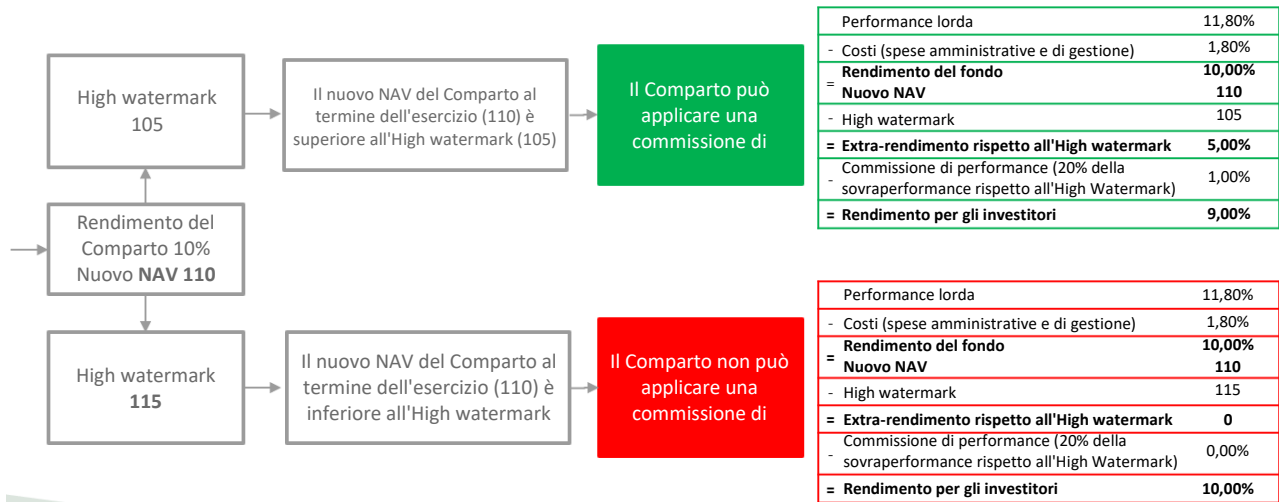 High watermark
105
Il nuovo NAV del Comparto al
termine dell'esercizio (110) è
superiore all'High watermark (105)
Il Comparto può
applicare una
commissione di
Performance lorda 11,80%
- Costi (spese amministrative e di gestione) 1,80%
= Rendimento del fondo 10,00%
Nuovo NAV 110
- High watermark 105
= Extra-rendimento rispetto all'High watermark 5,00%
- Commissione di performance (20% della
sovraperformance rispetto all'High Watermark) 1,00%
= Rendimento per gli investitori 9,00%
Rendimento del
Comparto 10%
Nuovo NAV 110
High watermark
115
Il nuovo NAV del Comparto al
termine dell'esercizio (110) è
inferiore all'High watermark
Il Comparto non può
applicare una
commissione di
Performance lorda 11,80%
- Costi (spese amministrative e di gestione) 1,80%
= Rendimento del fondo 10,00%
Nuovo NAV 110
- High watermark 115
= Extra-rendimento rispetto all'High watermark 0
- Commissione di performance (20% della
sovraperformance rispetto all'High Watermark) 0,00%
= Rendimento per gli investitori 10,00%